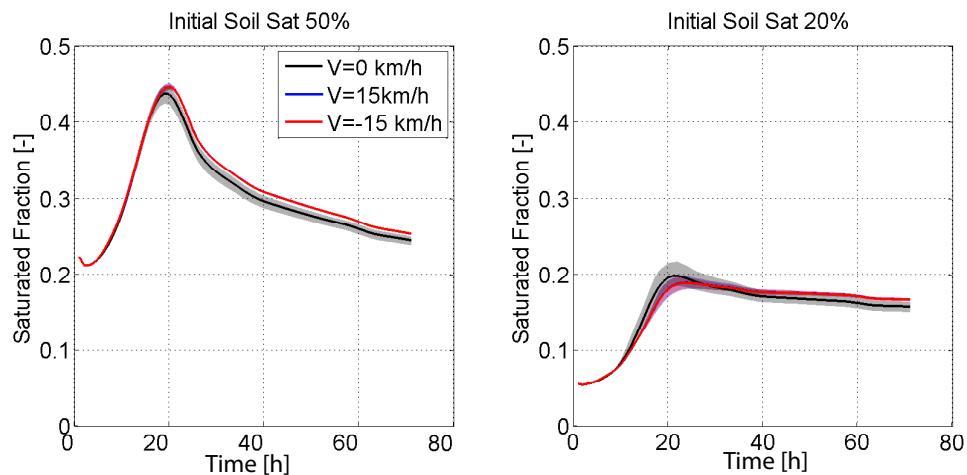 Initial Soil Sat 50%
Saturated Fraction [-]
0.5
0.4
0.3
0.2
0.1
0
0 20 40 60 80
Time [h]
V=0 km/h
V=15km/h
V=-15 km/h
Initial Soil Sat 20%
Saturated Fraction [-]
0.5
0.4
0.3
0.2
0.1
0
0 20 40 60 80
Time [h]